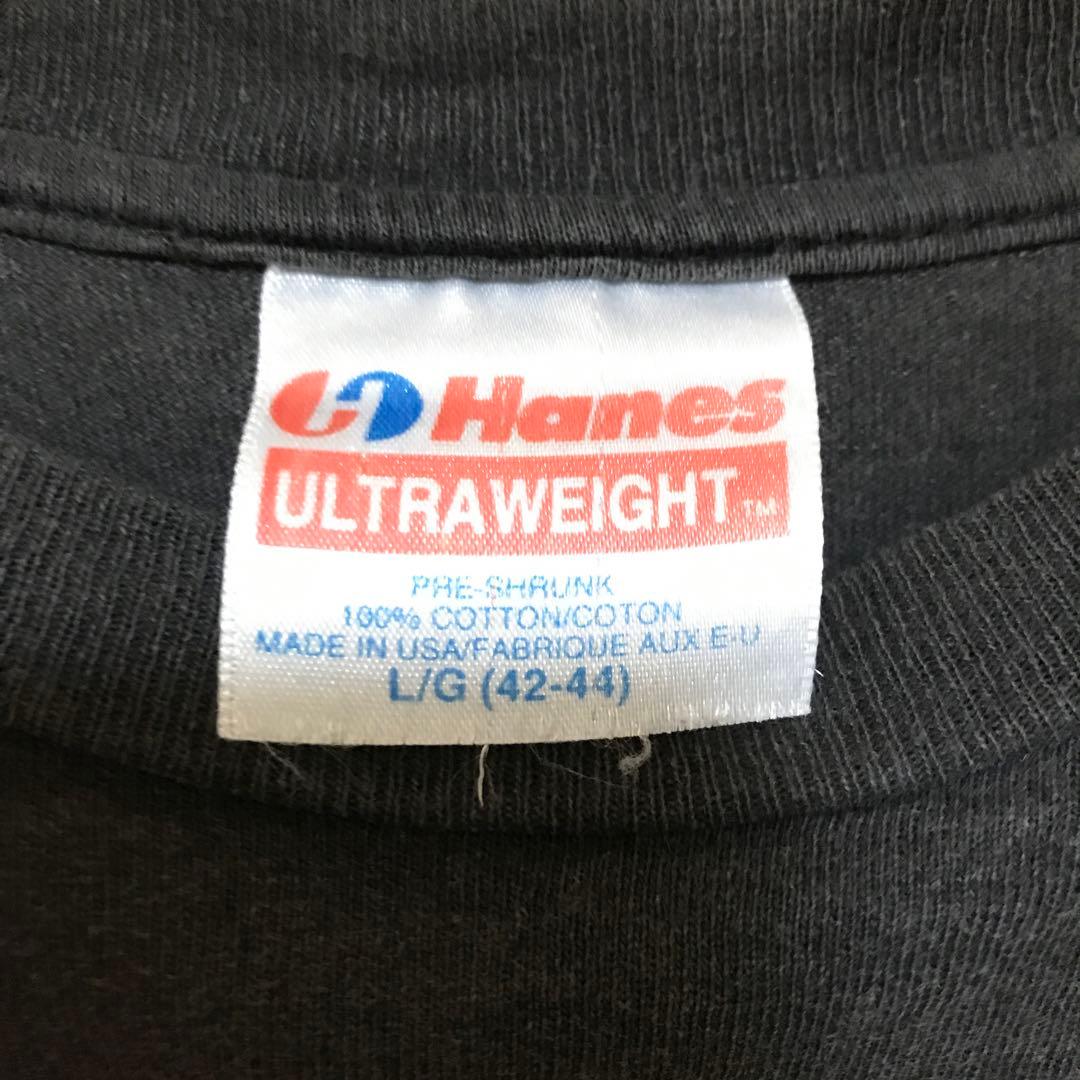 H Hanes
ULTRAWEIGHT™
PRE-SHRUNK
100% COTTON/COTON
MADE IN USA/FABRIQUE AUX E-U
L/G (42-44)